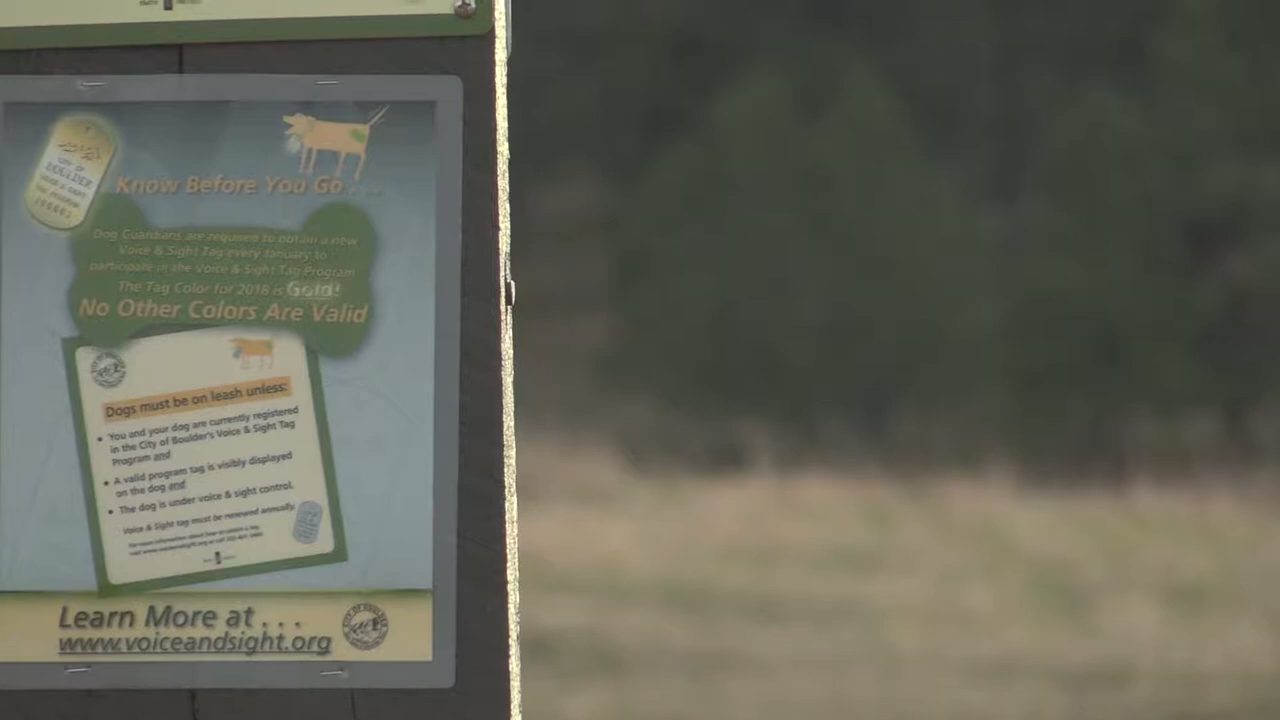 CITY OF
BOULDER
Know Before You Go...
Dog Guardians are required to obtain a new
Voice & Sight Tag every January to
participate in the Voice & Sight Tag Program
The Tag Color for 2018 is Gold!
No Other Colors Are Valid
Dogs must be on leash unless:
• You and your dog are currently registered
in the City of Boulder's Voice & Sight Tag
Program and
• A valid program tag is visibly displayed
on the dog and
• The dog is under voice & sight control.
Voice & Sight tag must be renewed annually.
Learn More at . . .
www.voiceandsight.org